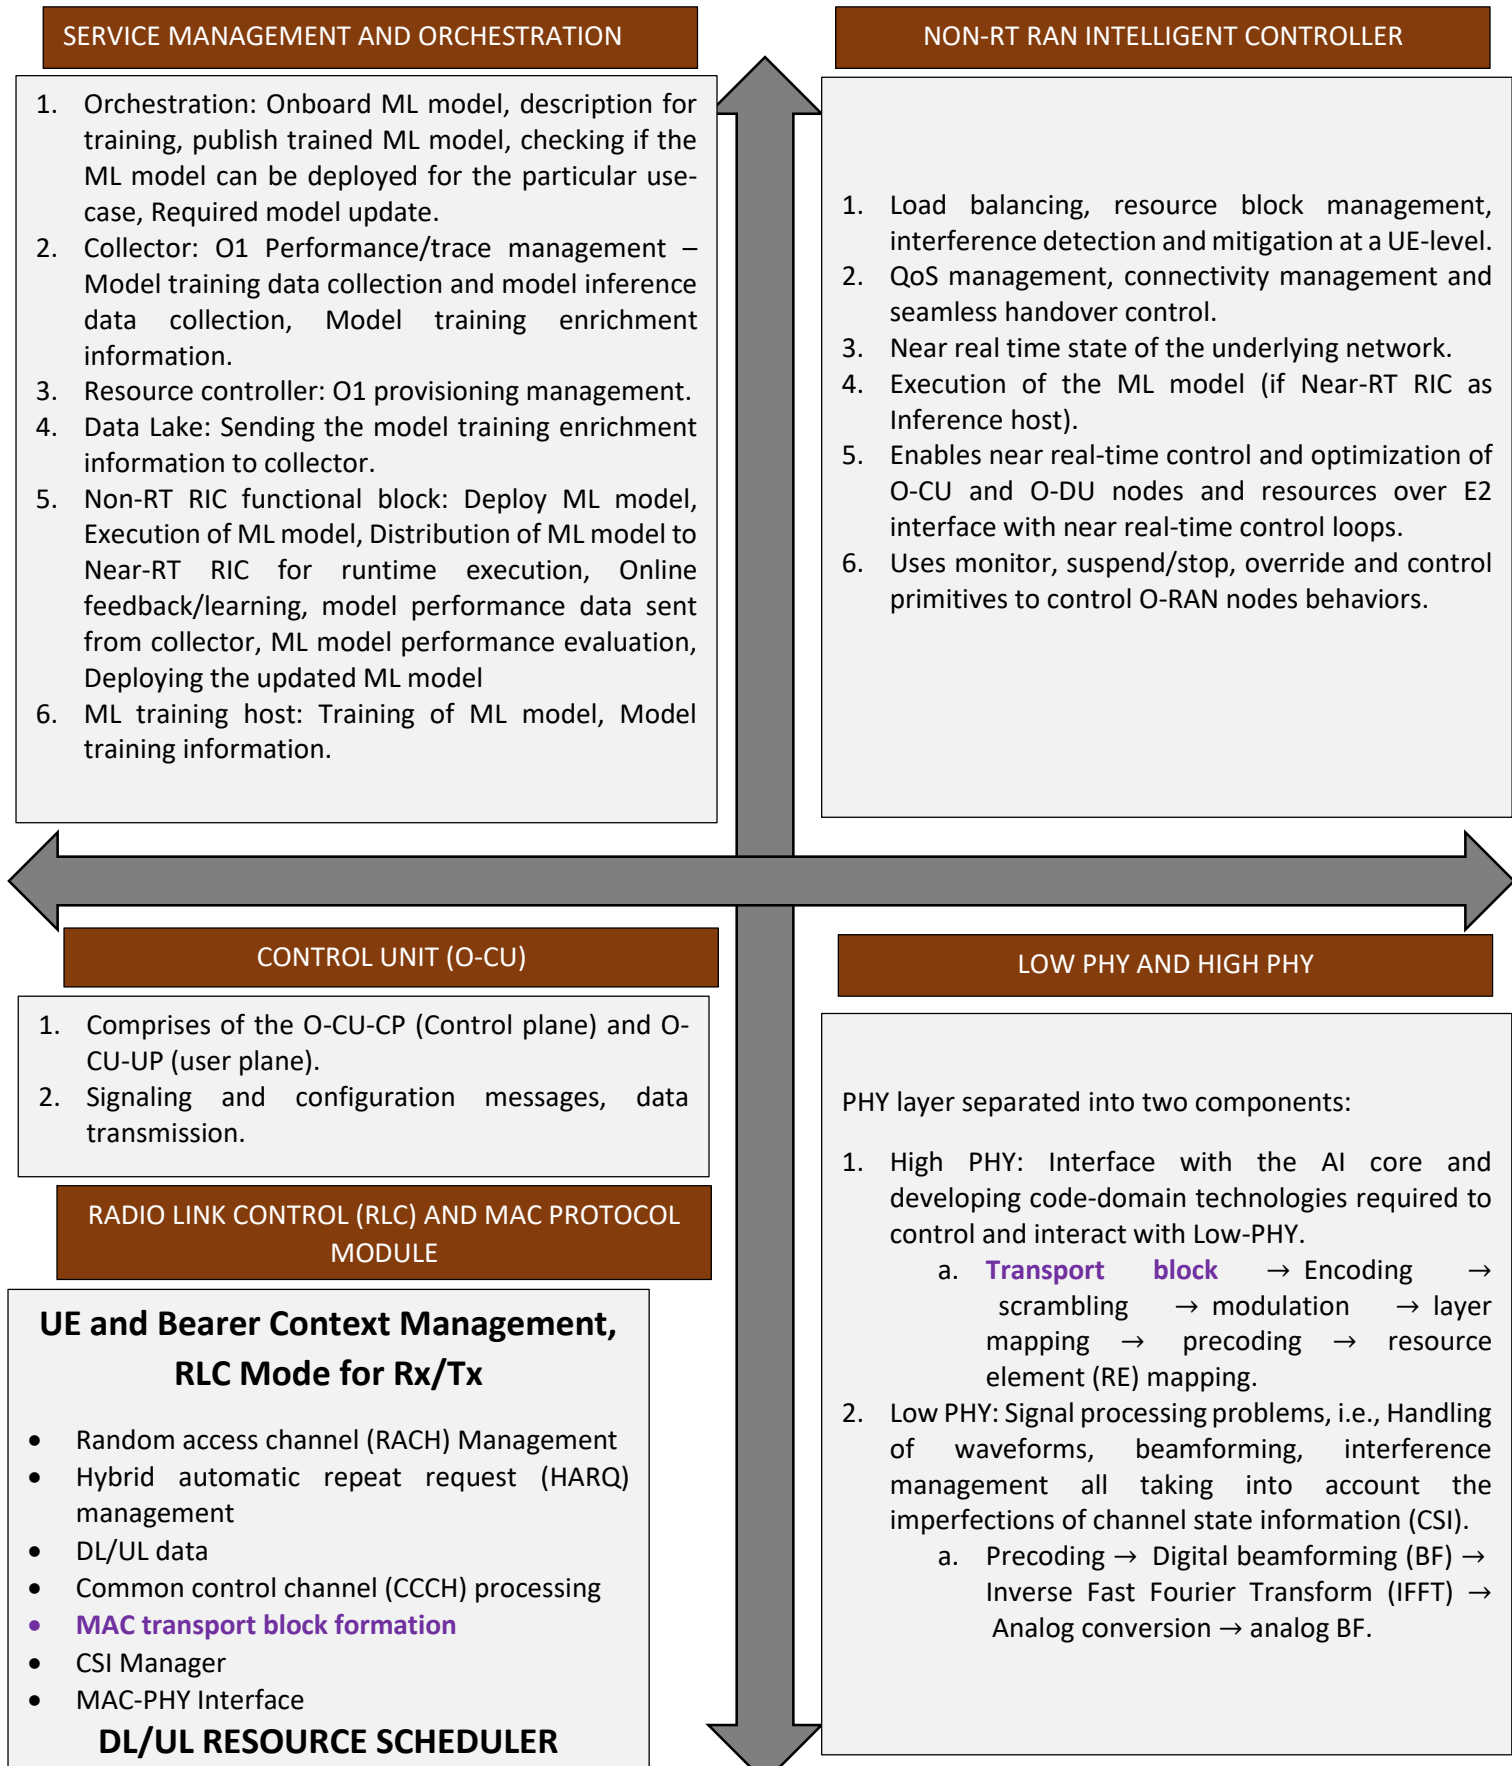 SERVICE MANAGEMENT AND ORCHESTRATION
1. Orchestration: Onboard ML model, description for
training, publish trained ML model, checking if the
ML model can be deployed for the particular use-
case, Required model update.
2. Collector: O1 Performance/trace management –
Model training data collection and model inference
data collection, Model training enrichment
information.
3. Resource controller: O1 provisioning management.
4. Data Lake: Sending the model training enrichment
information to collector.
5. Non-RT RIC functional block: Deploy ML model,
Execution of ML model, Distribution of ML model to
Near-RT RIC for runtime execution, Online
feedback/learning, model performance data sent
from collector, ML model performance evaluation,
Deploying the updated ML model
6. ML training host: Training of ML model, Model
training information.
NON-RT RAN INTELLIGENT CONTROLLER
1. Load balancing, resource block management,
interference detection and mitigation at a UE-level.
2. QoS management, connectivity management and
seamless handover control.
3. Near real time state of the underlying network.
4. Execution of the ML model (if Near-RT RIC as
Inference host).
5. Enables near real-time control and optimization of
O-CU and O-DU nodes and resources over E2
interface with near real-time control loops.
6. Uses monitor, suspend/stop, override and control
primitives to control O-RAN nodes behaviors.
CONTROL UNIT (O-CU)
1. Comprises of the O-CU-CP (Control plane) and O-
CU-UP (user plane).
2. Signaling and configuration messages, data
transmission.
RADIO LINK CONTROL (RLC) AND MAC PROTOCOL
MODULE
UE and Bearer Context Management,
RLC Mode for Rx/Tx
• Random access channel (RACH) Management
• Hybrid automatic repeat request (HARQ)
management
• DL/UL data
• Common control channel (CCCH) processing
• MAC transport block formation
• CSI Manager
• MAC-PHY Interface
DL/UL RESOURCE SCHEDULER
LOW PHY AND HIGH PHY
PHY layer separated into two components:
1. High PHY: Interface with the AI core and
developing code-domain technologies required to
control and interact with Low-PHY.
a. Transport block → Encoding →
scrambling → modulation → layer
mapping → precoding → resource
element (RE) mapping.
2. Low PHY: Signal processing problems, i.e., Handling
of waveforms, beamforming, interference
management all taking into account the
imperfections of channel state information (CSI).
a. Precoding → Digital beamforming (BF) →
Inverse Fast Fourier Transform (IFFT) →
Analog conversion → analog BF.